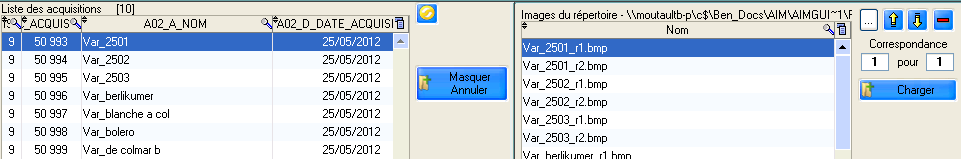 Liste des acquisitions [10]
ACQUIS A02_A_NOM A02_D_DATE_ACQUISI
9 50 993 Var_2501 25/05/2012
9 50 994 Var_2502 25/05/2012
9 50 995 Var_2503 25/05/2012
9 50 996 Var_berlikumer 25/05/2012
9 50 997 Var_blanche a col 25/05/2012
9 50 998 Var_bolero 25/05/2012
9 50 999 Var_de colmar b 25/05/2012
Masquer
Annuler
Images du répertoire - \\moutaultb-p\c$\Ben_Docs\AIM\AIMGUI~1\F
Nom
Var_2501_r1.bmp
Var_2501_r2.bmp
Var_2502_r1.bmp
Var_2502_r2.bmp
Var_2503_r1.bmp
Var_2503_r2.bmp
Var_berlikumer_r1.bmp
...
Correspondance
1 pour 1
Charger